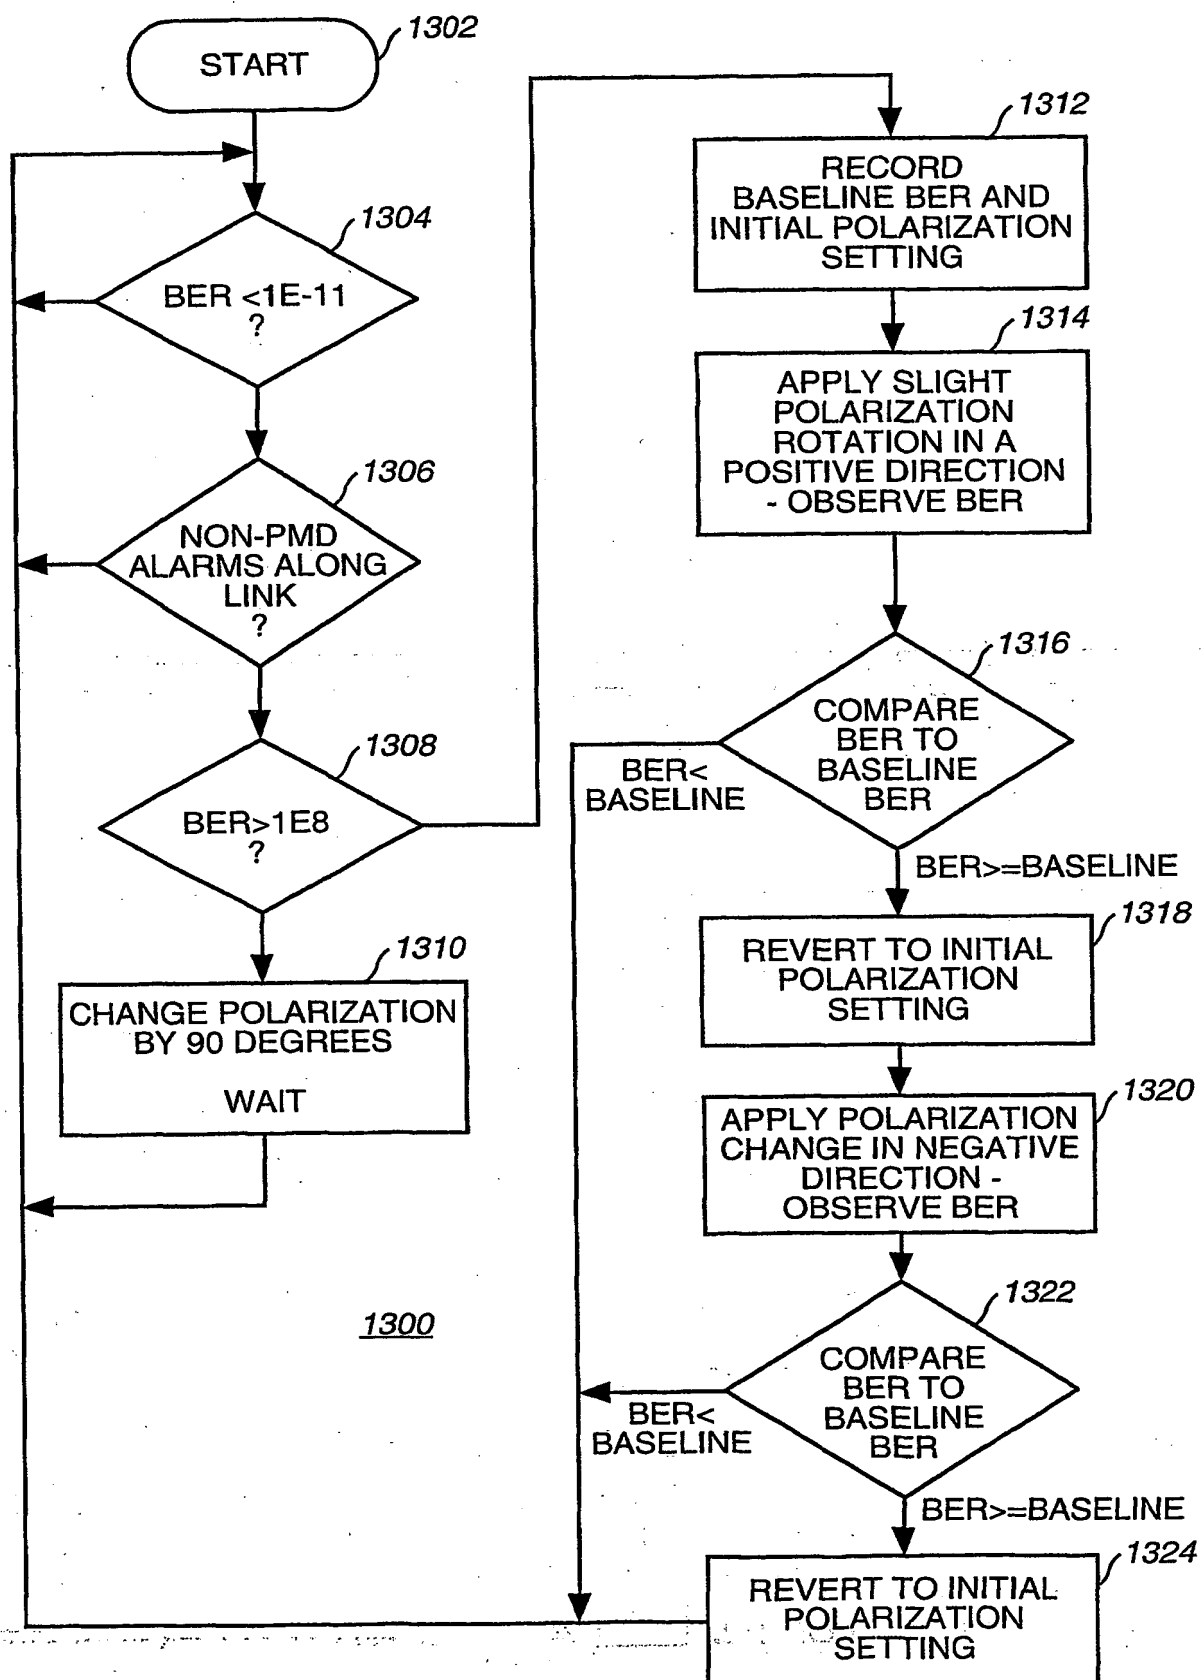 1302
START
1304
BER <1E-11
?
1306
NON-PMD
ALARMS ALONG
LINK
?
1308
BER>1E8
?
1310
CHANGE POLARIZATION
BY 90 DEGREES
WAIT
1300
1312
RECORD
BASELINE BER AND
INITIAL POLARIZATION
SETTING
1314
APPLY SLIGHT
POLARIZATION
ROTATION IN A
POSITIVE DIRECTION
- OBSERVE BER
1316
COMPARE
BER TO
BASELINE
BER
BER<
BASELINE
BER>=BASELINE
1318
REVERT TO INITIAL
POLARIZATION
SETTING
1320
APPLY POLARIZATION
CHANGE IN NEGATIVE
DIRECTION -
OBSERVE BER
1322
COMPARE
BER TO
BASELINE
BER
BER<
BASELINE
BER>=BASELINE
1324
REVERT TO INITIAL
POLARIZATION
SETTING